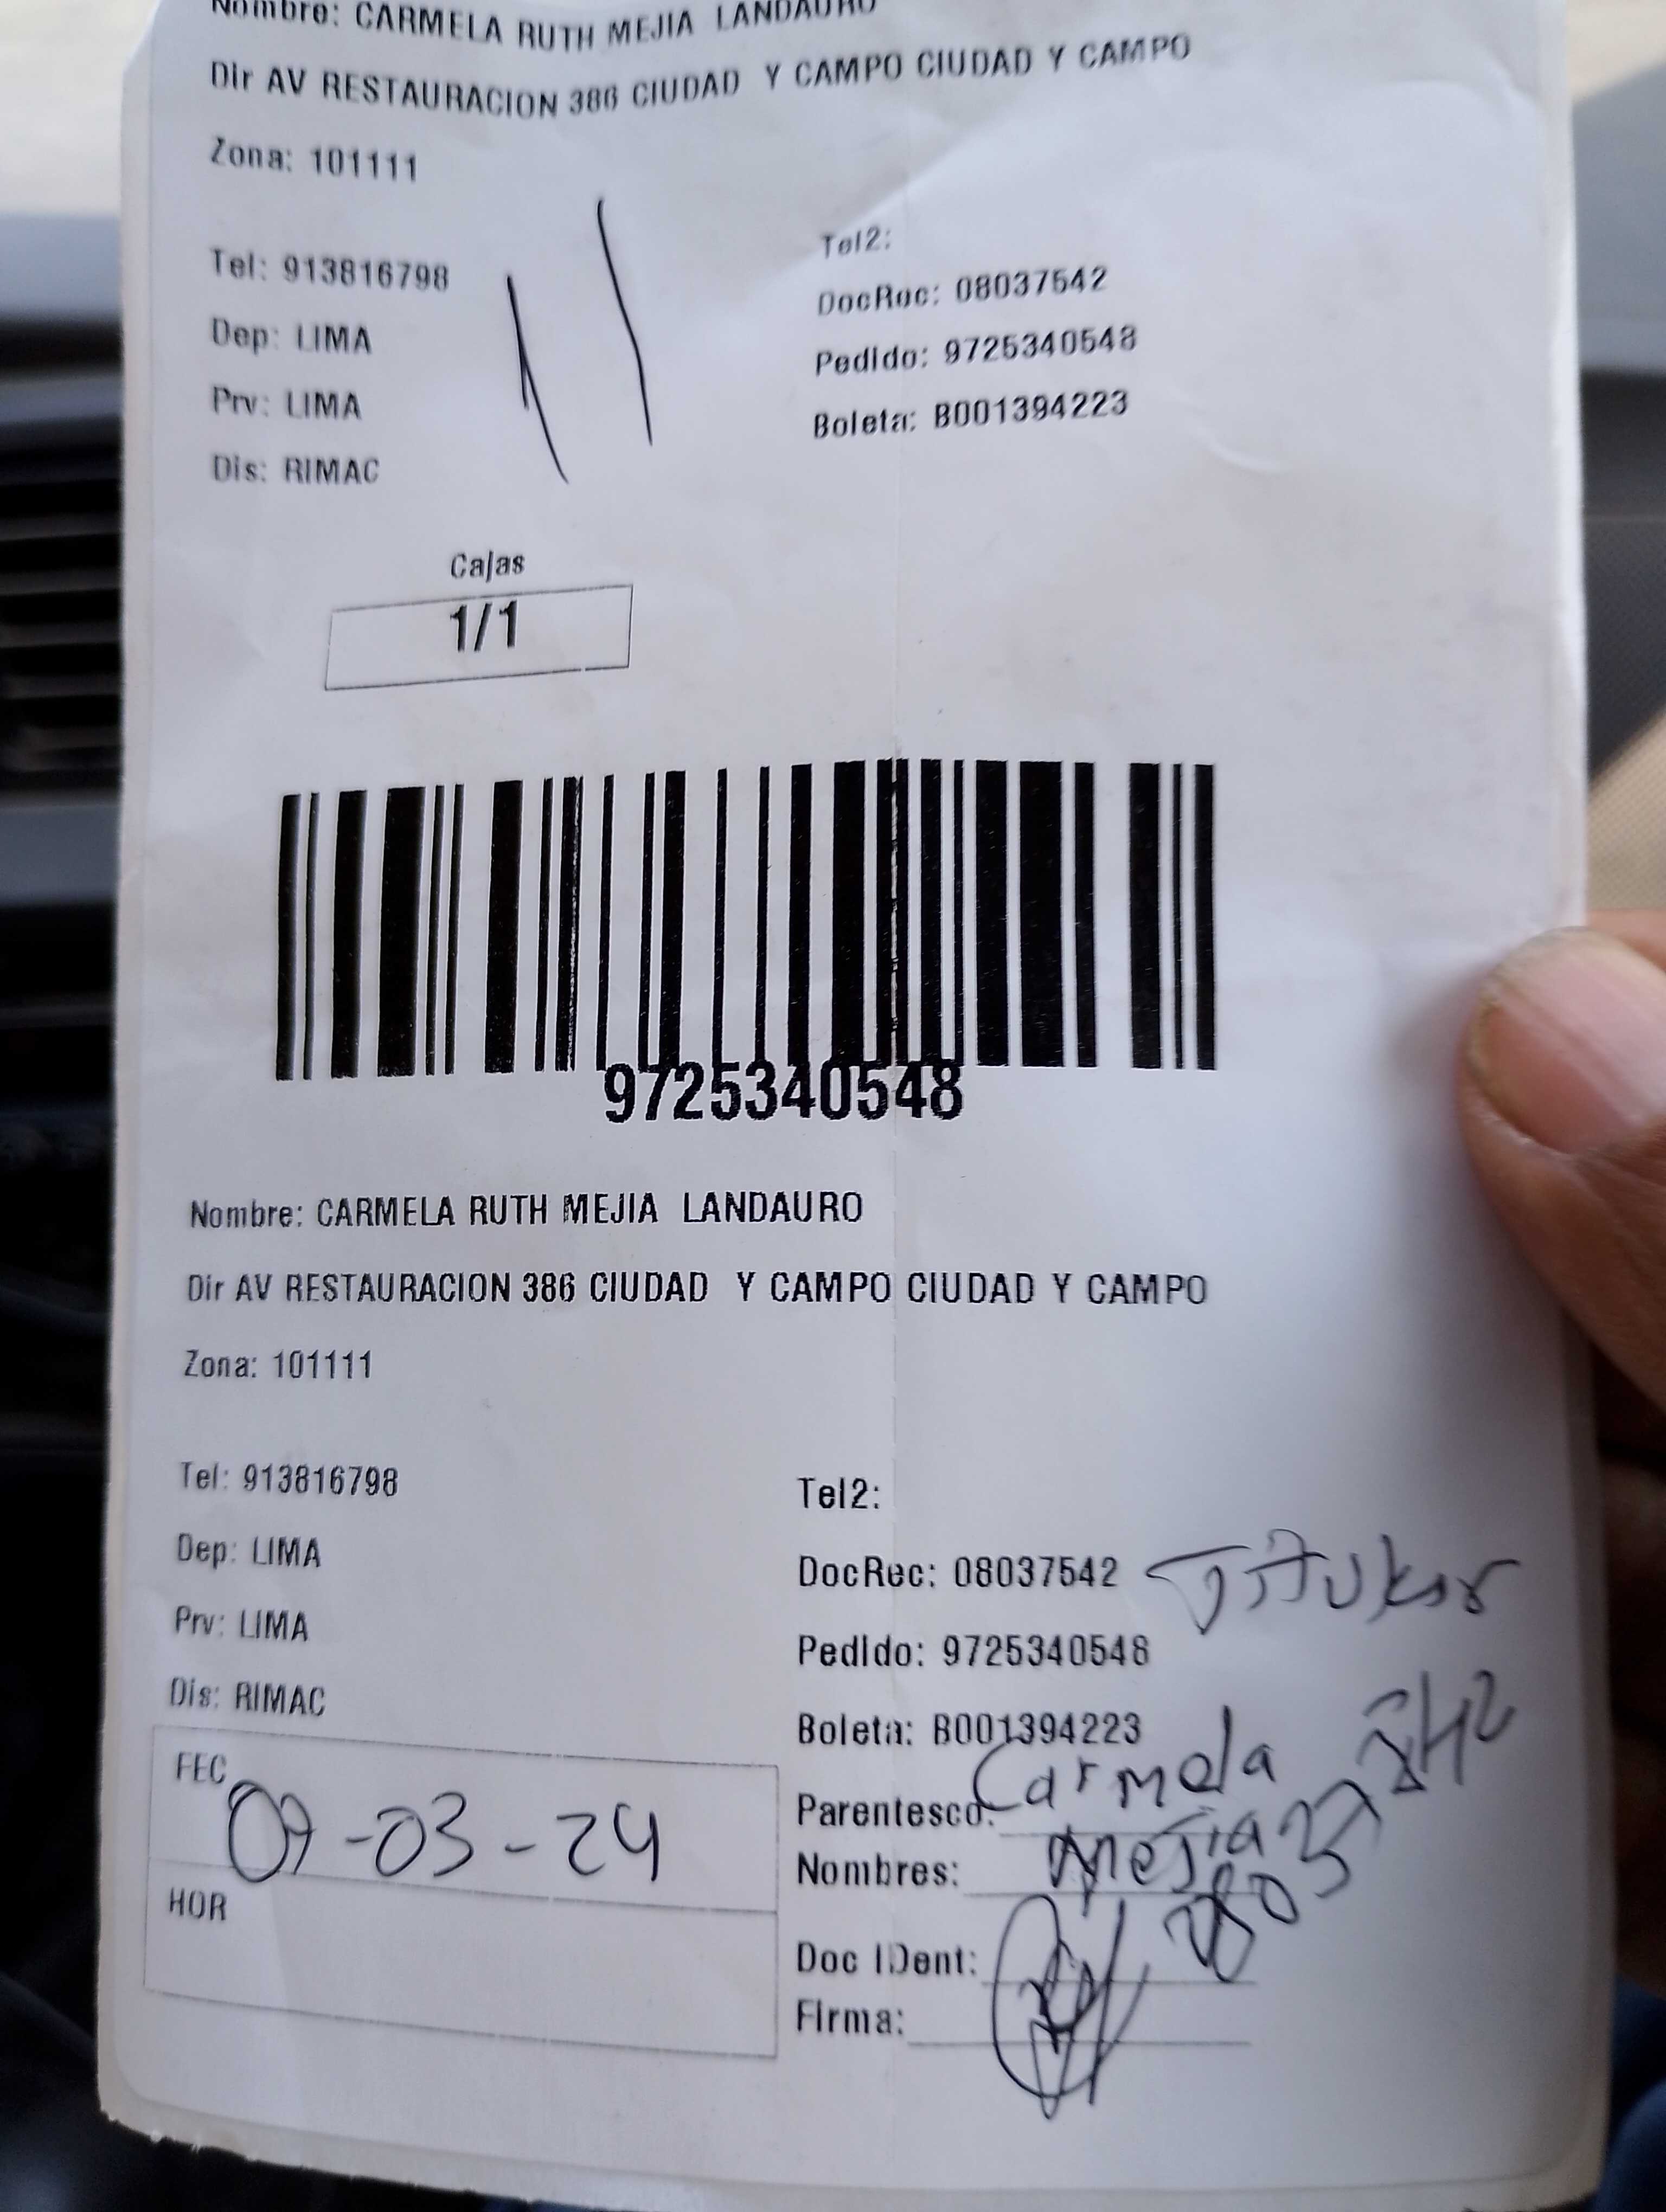 Nombre: CARMELA RUTH MEJIA LANDAURO
Dir AV RESTAURACION 386 CIUDAD Y CAMPO CIUDAD Y CAMPO
Zona: 101111
Tel: 913816798
Tel2:
DocRec: 08037542
Dep: LIMA
Pedido: 9725340548
Prv: LIMA
Boleta: B001394223
Dis: RIMAC
Cajas
1/1
9725340548
Nombre: CARMELA RUTH MEJIA LANDAURO
Dir AV RESTAURACION 386 CIUDAD Y CAMPO CIUDAD Y CAMPO
Zona: 101111
Tel: 913816798
Tel2:
Dep: LIMA
DocRec: 08037542 Titular
Prv: LIMA
Pedido: 9725340548
Dis: RIMAC
Boleta: B001394223
FEC 09-03-24
HOR
Parentesco: Carmela
Nombres: Mejia
Doc IDent:
Firma: